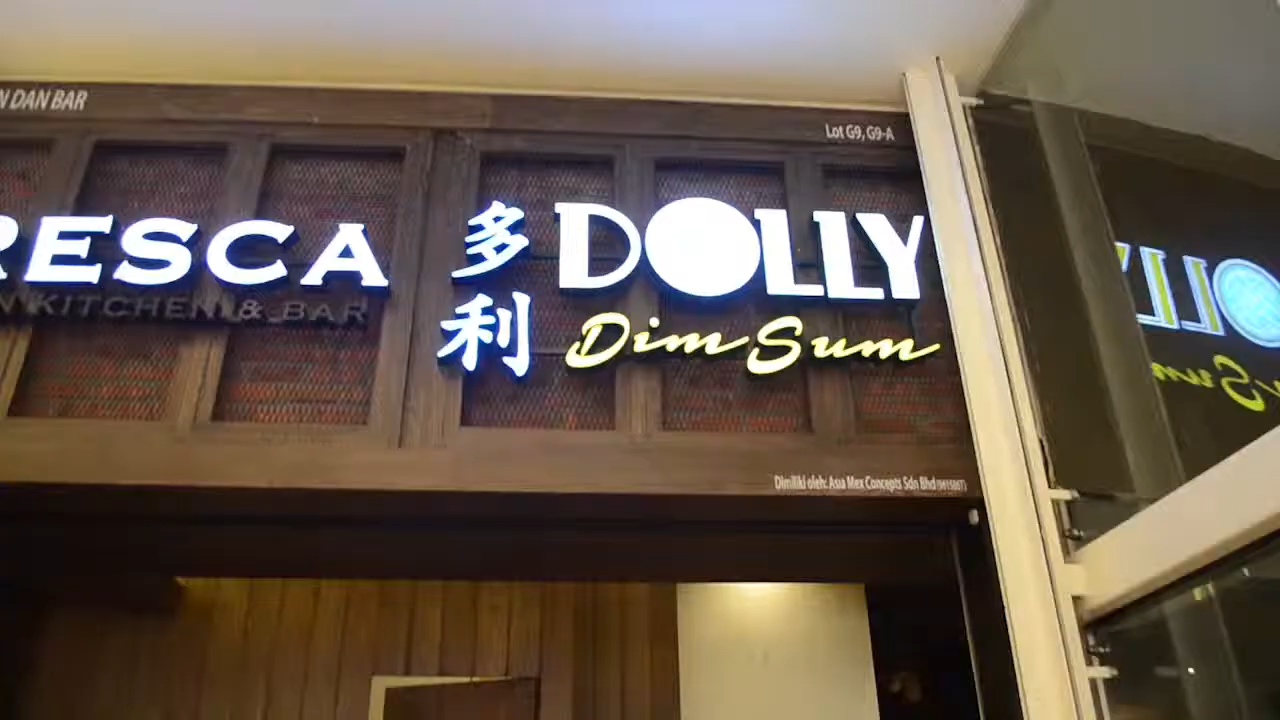 N DAN BAR
Lot G9, G9-A
RESCA
N KITCHEN & BAR
多利
DOLLY
Dim Sum
Dimiliki oleh: Asia Mex Concepts Sdn Bhd